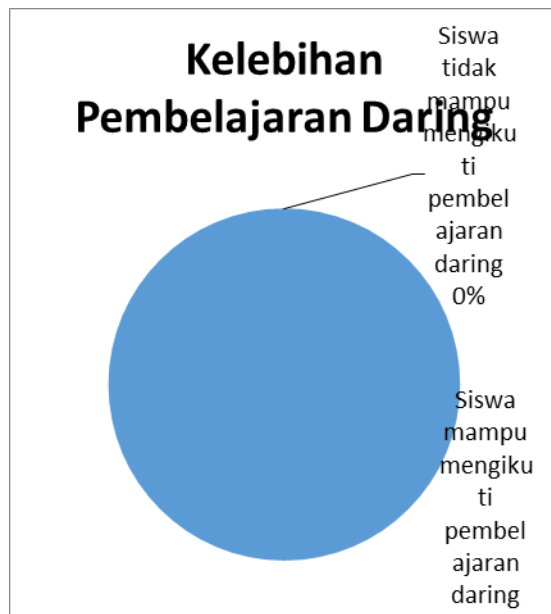 Kelebihan
Pembelajaran Daring
Siswa
tidak
mampu
mengiku
ti
pembel
ajaran
daring
0%
Siswa
mampu
mengiku
ti
pembel
ajaran
daring